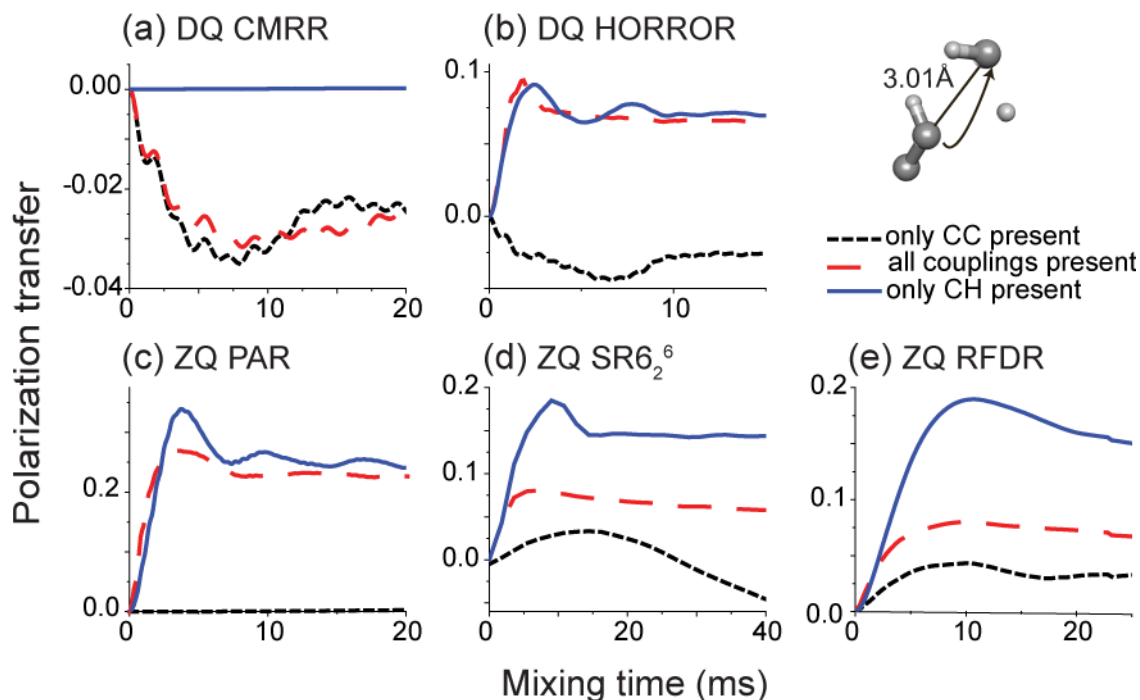 (a) DQ CMRR
0.00
-0.02
-0.04
0
10
20
(b) DQ HORROR
0.1
0.0
0
10
3.01Å
only CC present
all couplings present
only CH present
Polarization transfer
(c) ZQ PAR
0.2
0.0
0
10
20
(d) ZQ SR6₂⁶
0.2
0.1
0.0
0
20
40
(e) ZQ RFDR
0.2
0.1
0.0
0
10
20
Mixing time (ms)